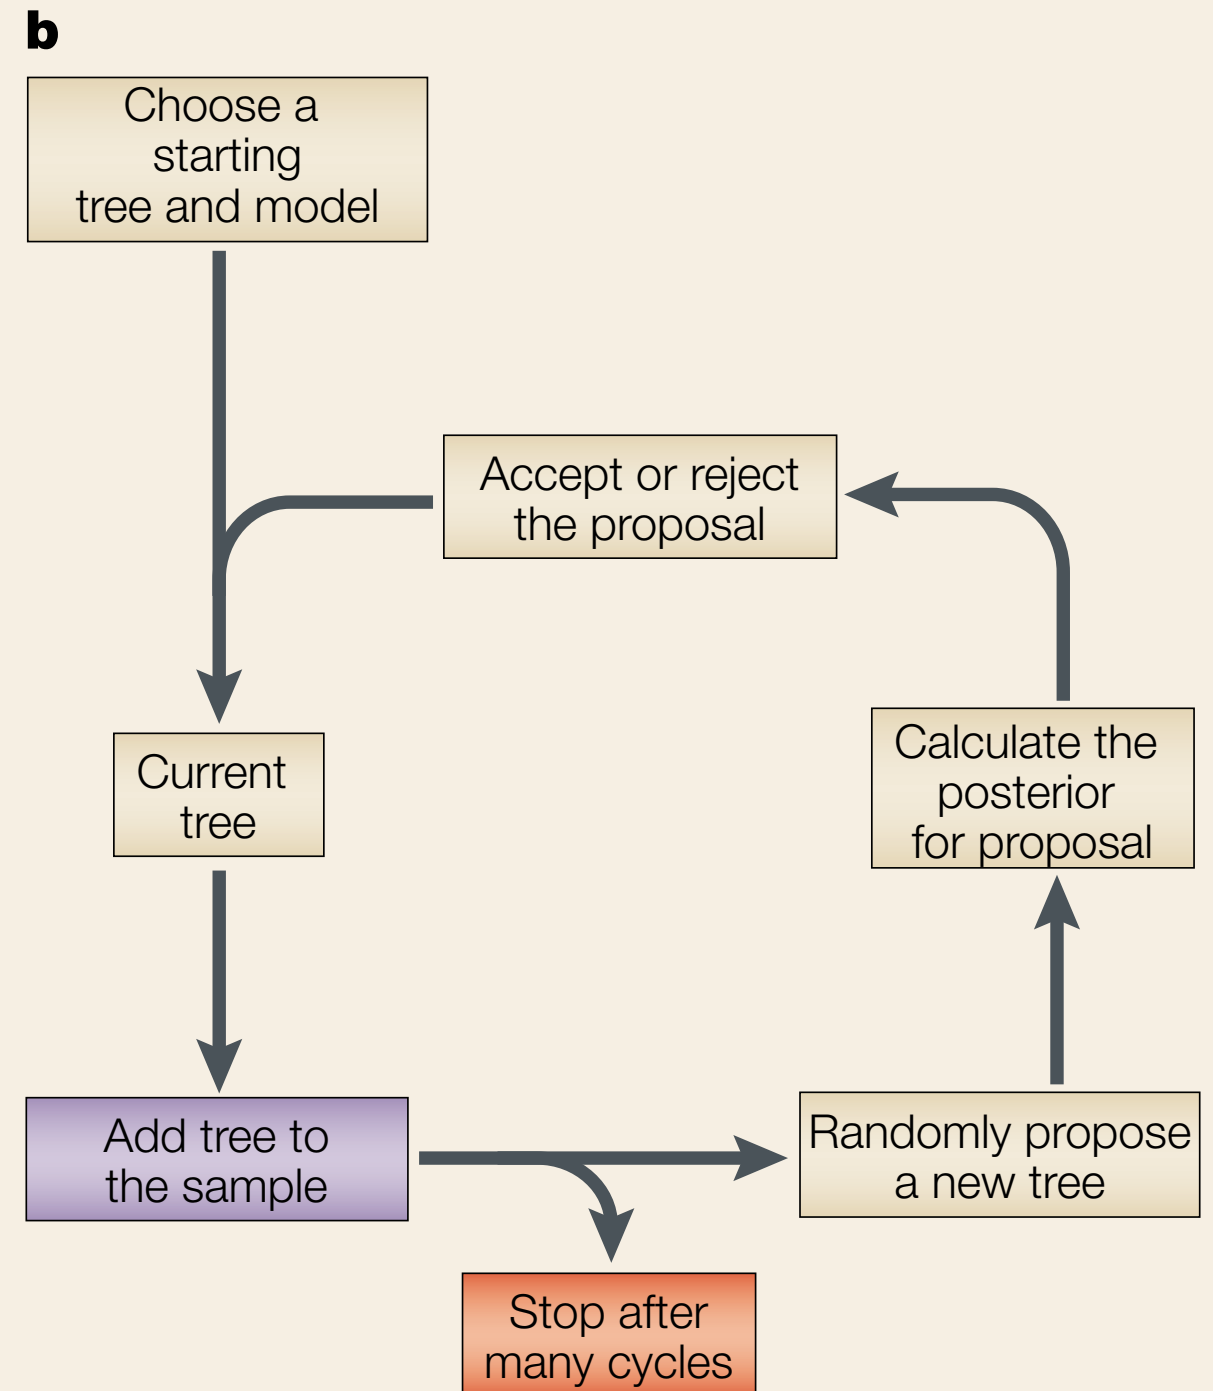 b
Choose a
starting
tree and model
Accept or reject
the proposal
Current
tree
Calculate the
posterior
for proposal
Add tree to
the sample
Randomly propose
a new tree
Stop after
many cycles